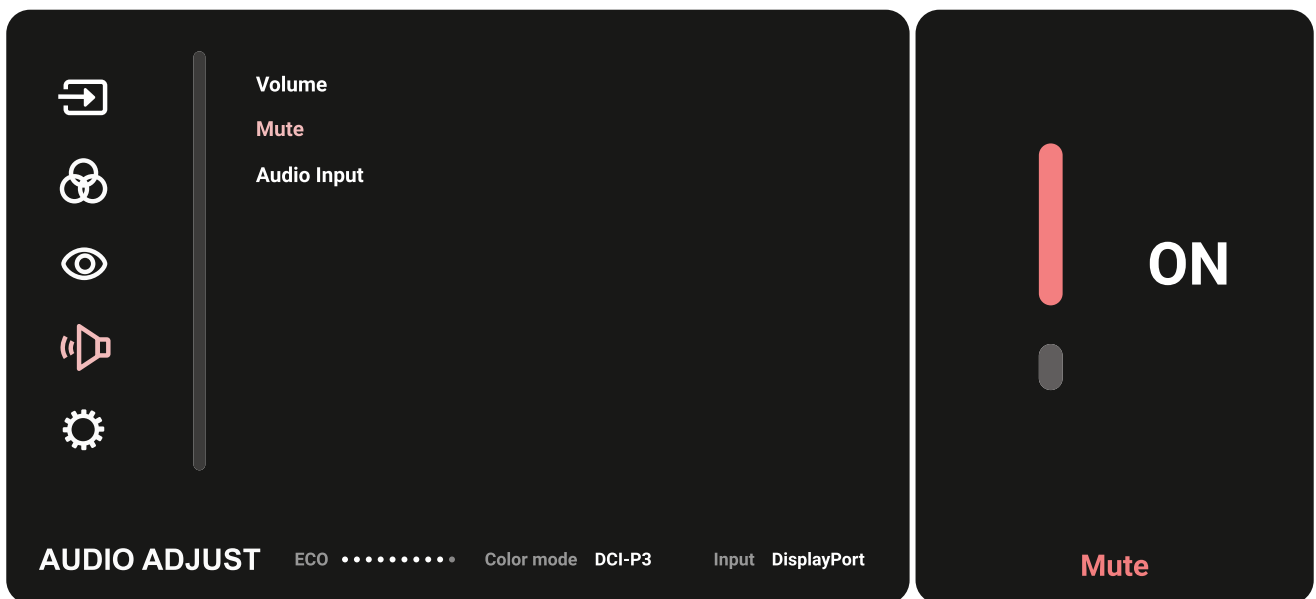 Volume
Mute
Audio Input
ON
AUDIO ADJUST ECO Color mode DCI-P3 Input DisplayPort
Mute